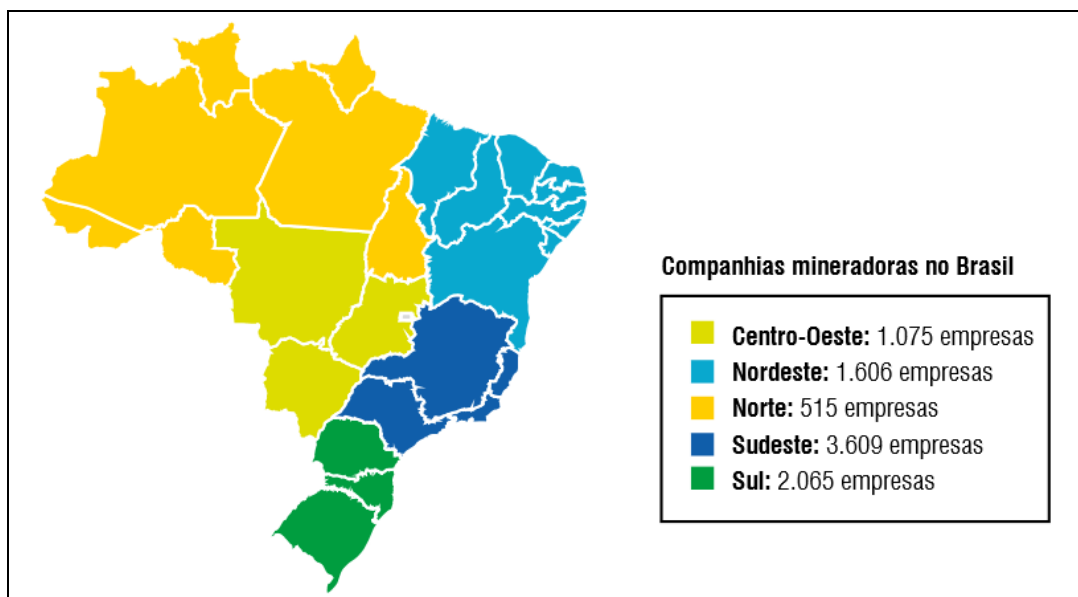 Companhias mineradoras no Brasil
Centro-Oeste: 1.075 empresas
Nordeste: 1.606 empresas
Norte: 515 empresas
Sudeste: 3.609 empresas
Sul: 2.065 empresas